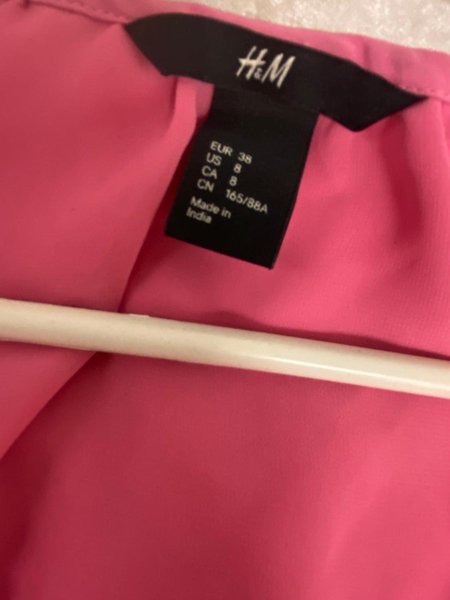 H&M
EUR 38
US 8
CA 8
CN 165/88A
Made in
India